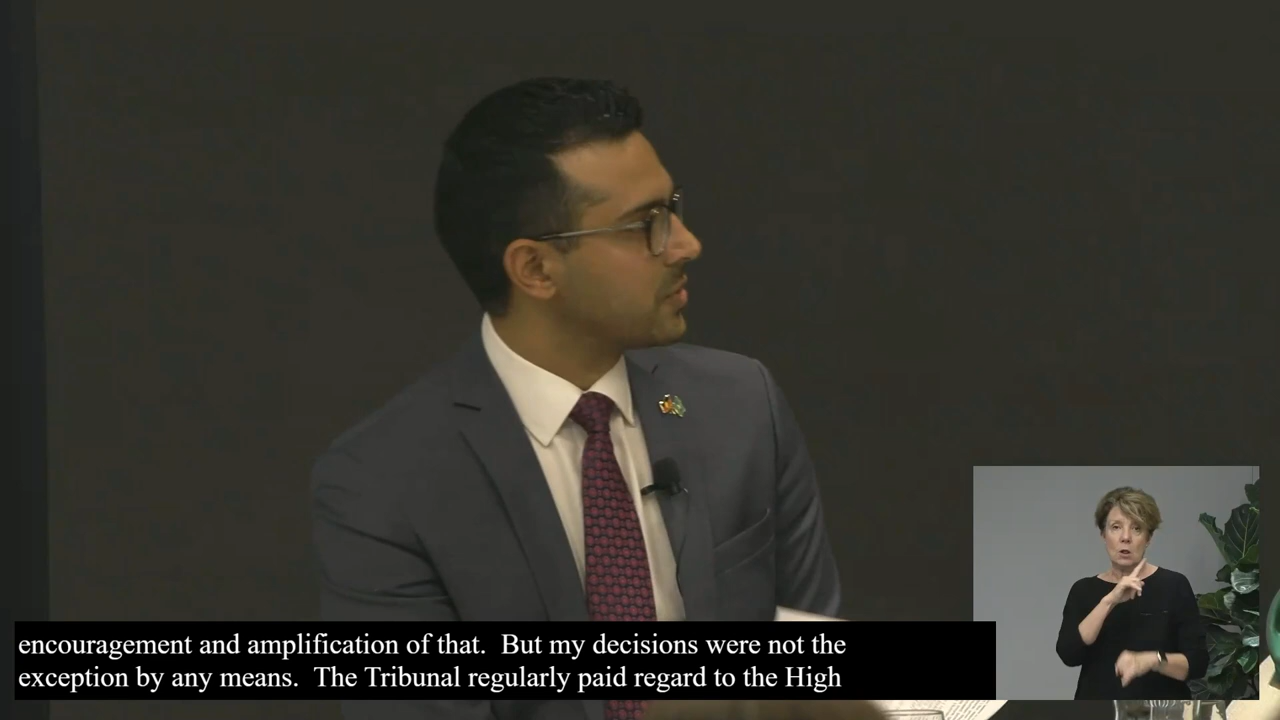 encouragement and amplification of that.  But my decisions were not the
exception by any means.  The Tribunal regularly paid regard to the High